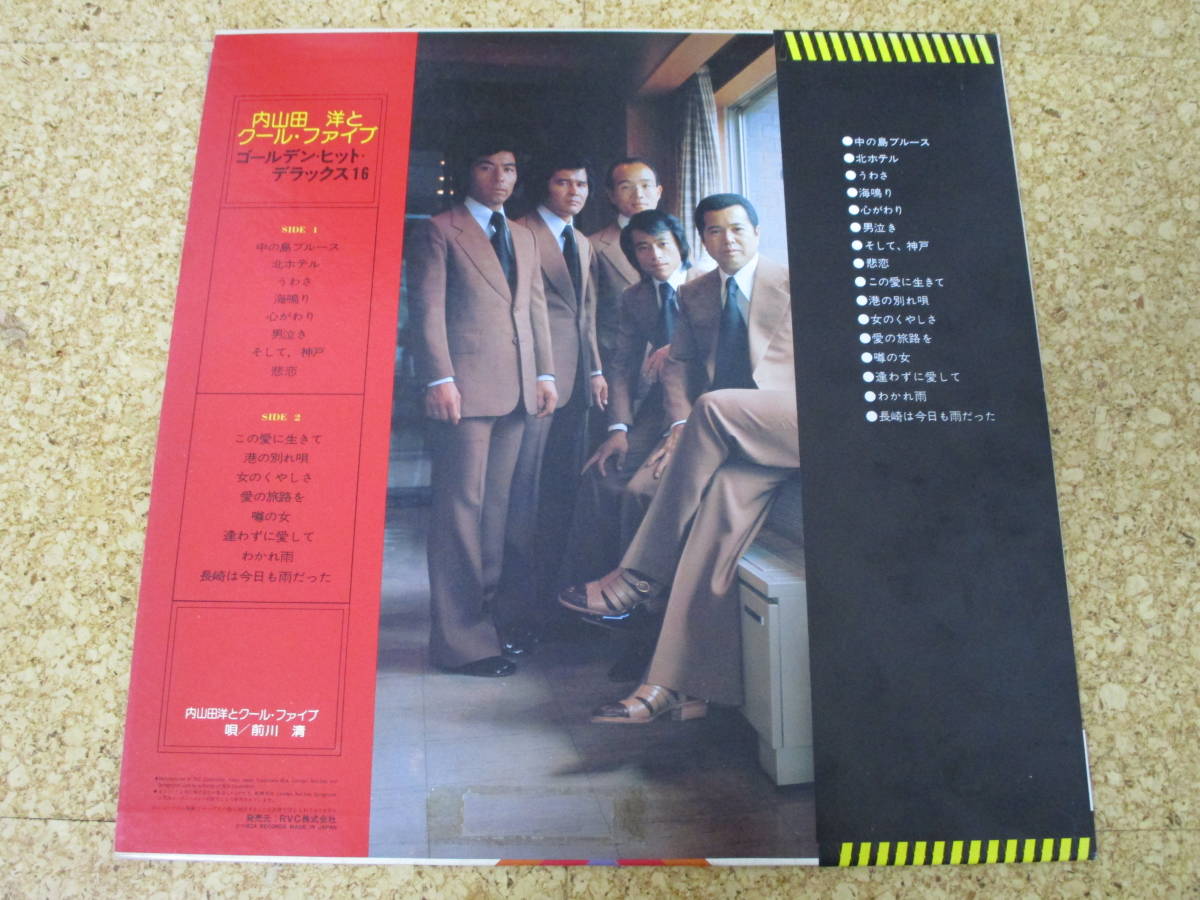 内山田 洋と
クール・ファイブ
ゴールデン・ヒット・
デラックス16
SIDE 1
中の島ブルース
北ホテル
うわさ
海鳴り
心がわり
男泣き
そして、神戸
悲恋
SIDE 2
この愛に生きて
港の別れ唄
女のくやしさ
愛の旅路を
噂の女
逢わずに愛して
わかれ雨
長崎は今日も雨だった
内山田洋とクール・ファイブ
唄／前川 清
発売元：RVC株式会社
RECORDS MADE IN JAPAN
●中の島ブルース
●北ホテル
●うわさ
●海鳴り
●心がわり
●男泣き
●そして、神戸
●悲恋
●この愛に生きて
●港の別れ唄
●女のくやしさ
●愛の旅路を
●噂の女
●逢わずに愛して
●わかれ雨
●長崎は今日も雨だった